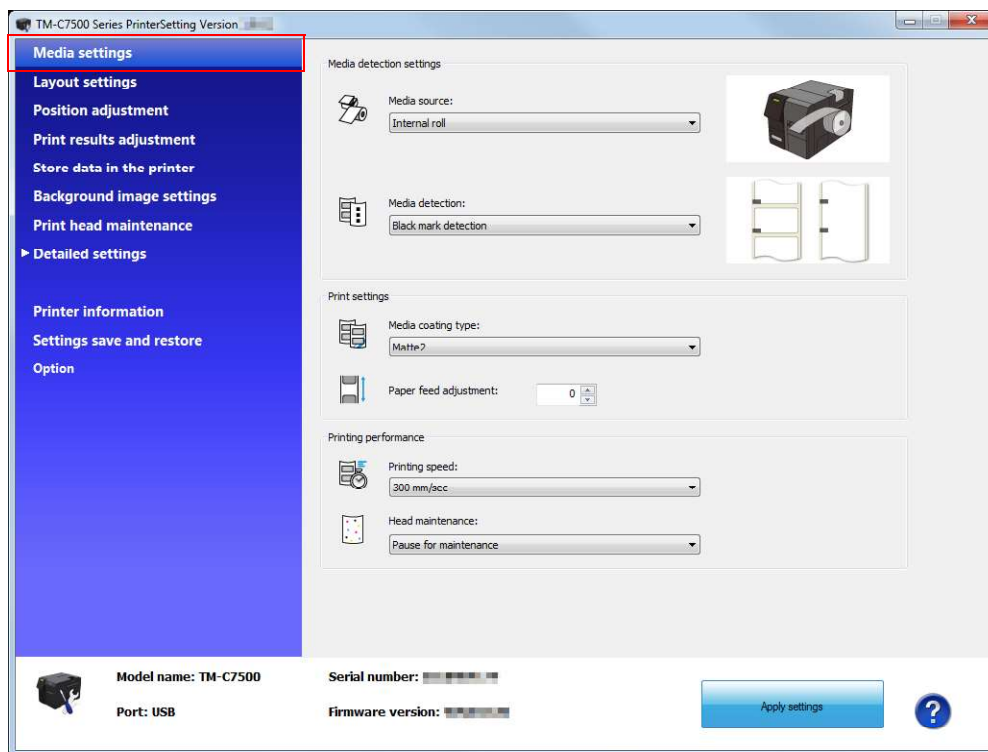 TM-C7500 Series PrinterSetting Version
Media settings
Layout settings
Position adjustment
Print results adjustment
Store data in the printer
Background image settings
Print head maintenance
Detailed settings
Printer information
Settings save and restore
Option
Media detection settings
Media source:
Internal roll
Media detection:
Black mark detection
Print settings
Media coating type:
Matte2
Paper feed adjustment:
0
Printing performance
Printing speed:
300 mm/sec
Head maintenance:
Pause for maintenance
Model name: TM-C7500
Serial number:
Port: USB
Firmware version:
Apply settings
?